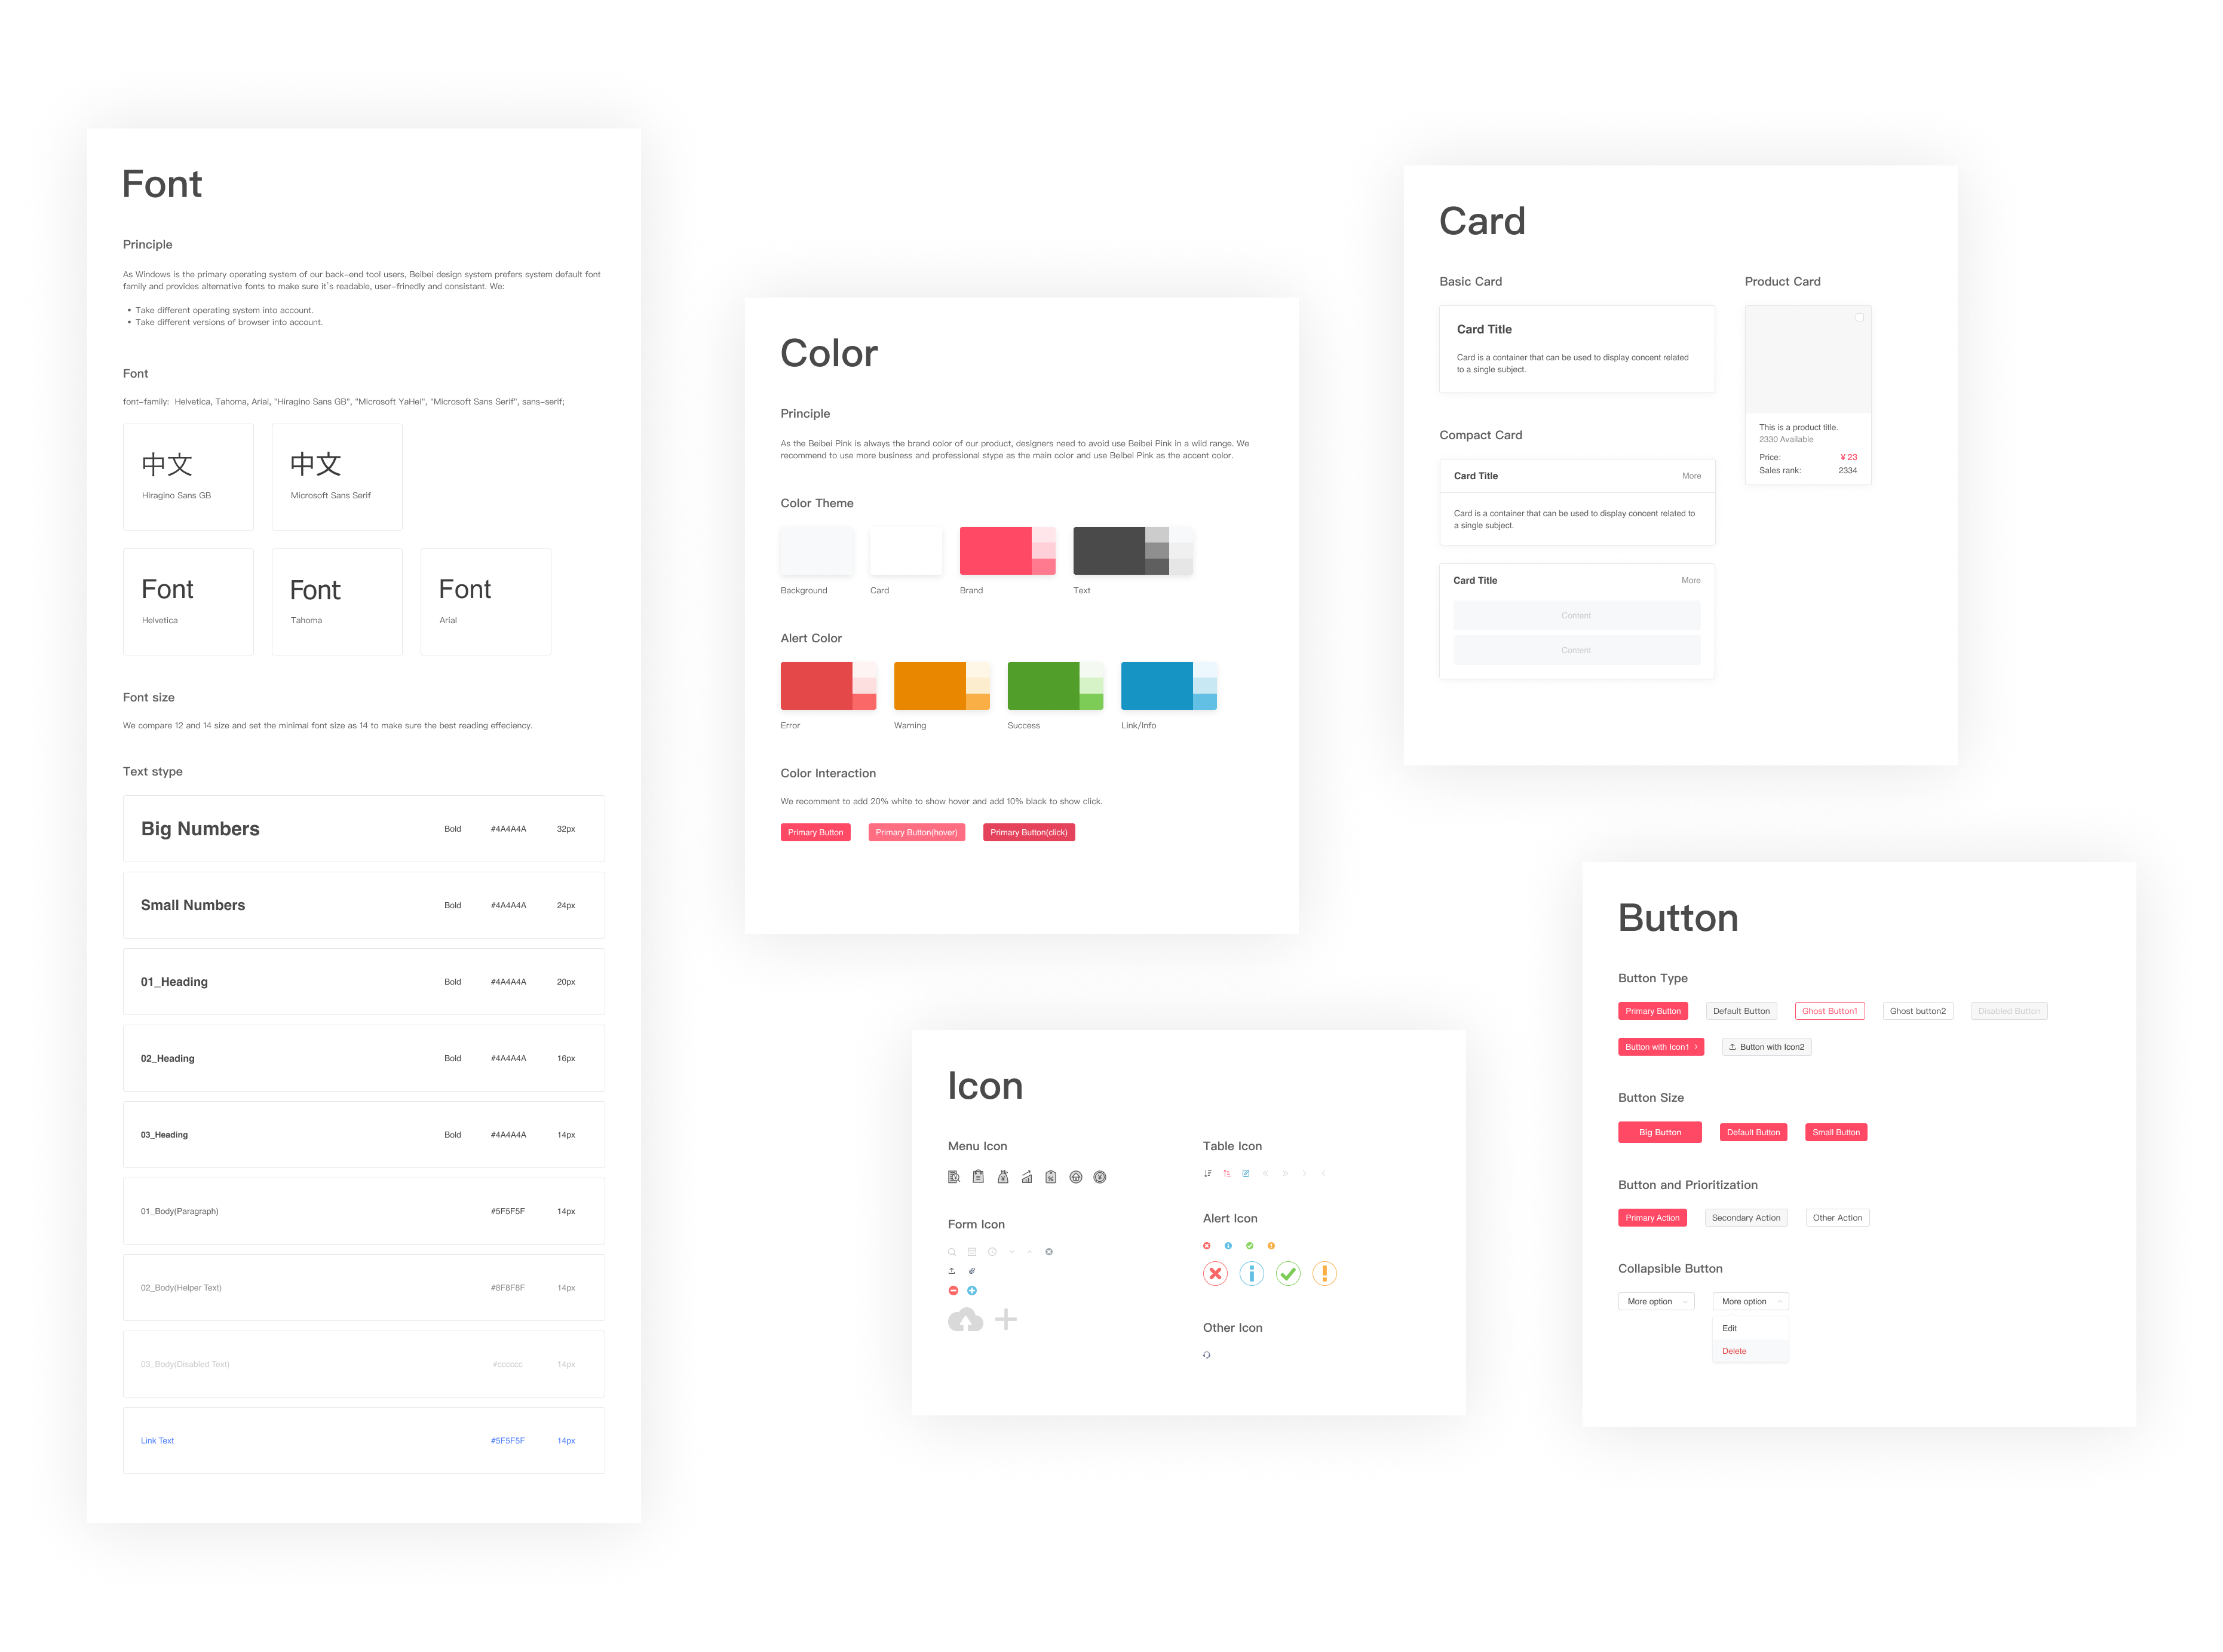 Font
Principle
As Windows is the primary operating system of our back-end tool users, Beibei design system prefers system default font
family and provides alternative fonts to make sure it's readable, user-frinedly and consistant. We:
• Take different operating system into account.
• Take different versions of browser into account.
Font
font-family: Helvetica, Tahoma, Arial, "Hiragino Sans GB", "Microsoft YaHei", "Microsoft Sans Serif", sans-serif;
中文
Hiragino Sans GB
中文
Microsoft Sans Serif
Font
Helvetica
Font
Tahoma
Font
Arial
Font size
We compare 12 and 14 size and set the minimal font size as 14 to make sure the best reading effeciency.
Text stype
Big Numbers Bold #4A4A4A 32px
Small Numbers Bold #4A4A4A 24px
01_Heading Bold #4A4A4A 20px
02_Heading Bold #4A4A4A 16px
03_Heading Bold #4A4A4A 14px
01_Body(Paragraph) #5F5F5F 14px
02_Body(Helper Text) #8F8F8F 14px
03_Body(Disabled Text) #cccccc 14px
Link Text #5F5F5F 14px
Color
Principle
As the Beibei Pink is always the brand color of our product, designers need to avoid use Beibei Pink in a wild range. We
recommend to use more business and professional stype as the main color and use Beibei Pink as the accent color.
Color Theme
Background Card Brand Text
Alert Color
Error Warning Success Link/Info
Color Interaction
We recomment to add 20% white to show hover and add 10% black to show click.
Primary Button Primary Button(hover) Primary Button(click)
Icon
Menu Icon
Form Icon
Table Icon
Alert Icon
Other Icon
Card
Basic Card
Card Title
Card is a container that can be used to display concent related
to a single subject.
Compact Card
Card Title More
Card is a container that can be used to display concent related to
a single subject.
Card Title More
Content
Content
Product Card
This is a product title.
2330 Available
Price: ¥ 23
Sales rank: 2334
Button
Button Type
Primary Button Default Button Ghost Button1 Ghost button2 Disabled Button
Button with Icon1 Button with Icon2
Button Size
Big Button Default Button Small Button
Button and Prioritization
Primary Action Secondary Action Other Action
Collapsible Button
More option More option
Edit
Delete